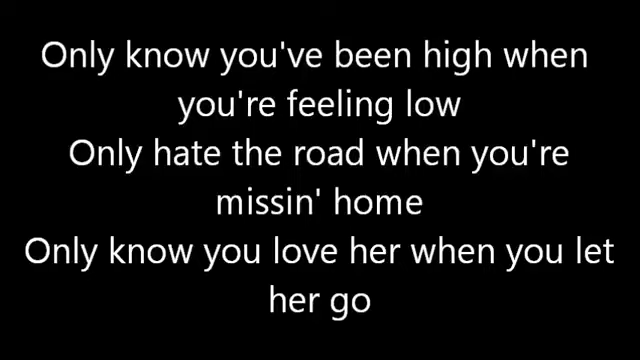 Only know you've been high when
you're feeling low
Only hate the road when you're
missin' home
Only know you love her when you let
her go